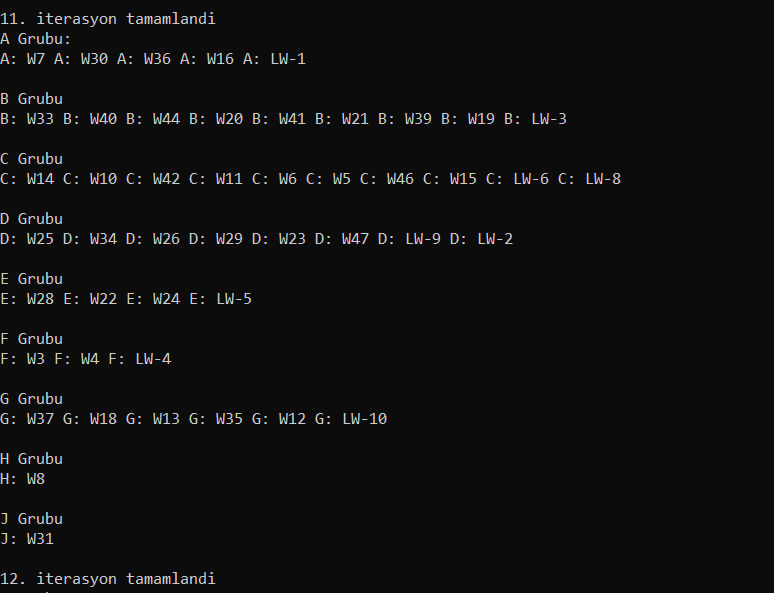 11. iterasyon tamamlandi
A Grubu:
A: W7 A: W30 A: W36 A: W16 A: LW-1
B Grubu
B: W33 B: W40 B: W44 B: W20 B: W41 B: W21 B: W39 B: W19 B: LW-3
C Grubu
C: W14 C: W10 C: W42 C: W11 C: W6 C: W5 C: W46 C: W15 C: LW-6 C: LW-8
D Grubu
D: W25 D: W34 D: W26 D: W29 D: W23 D: W47 D: LW-9 D: LW-2
E Grubu
E: W28 E: W22 E: W24 E: LW-5
F Grubu
F: W3 F: W4 F: LW-4
G Grubu
G: W37 G: W18 G: W13 G: W35 G: W12 G: LW-10
H Grubu
H: W8
J Grubu
J: W31
12. iterasyon tamamlandi